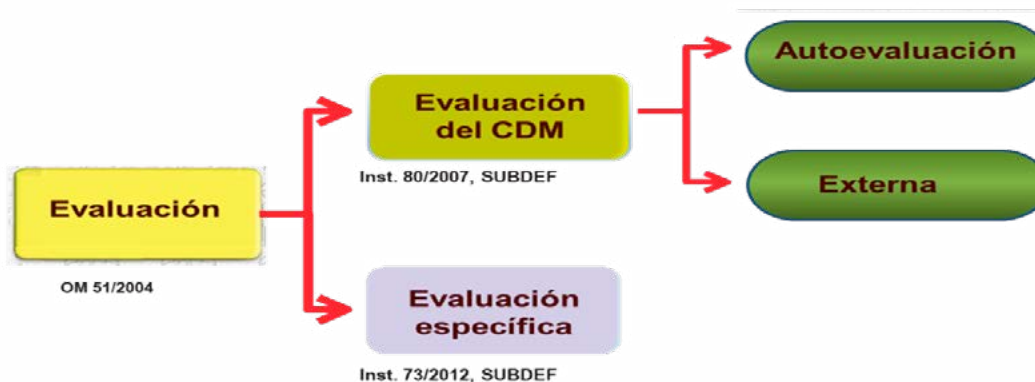 Evaluación
OM 51/2004
Evaluación
del CDM
Inst. 80/2007, SUBDEF
Evaluación
específica
Inst. 73/2012, SUBDEF
Autoevaluación
Externa